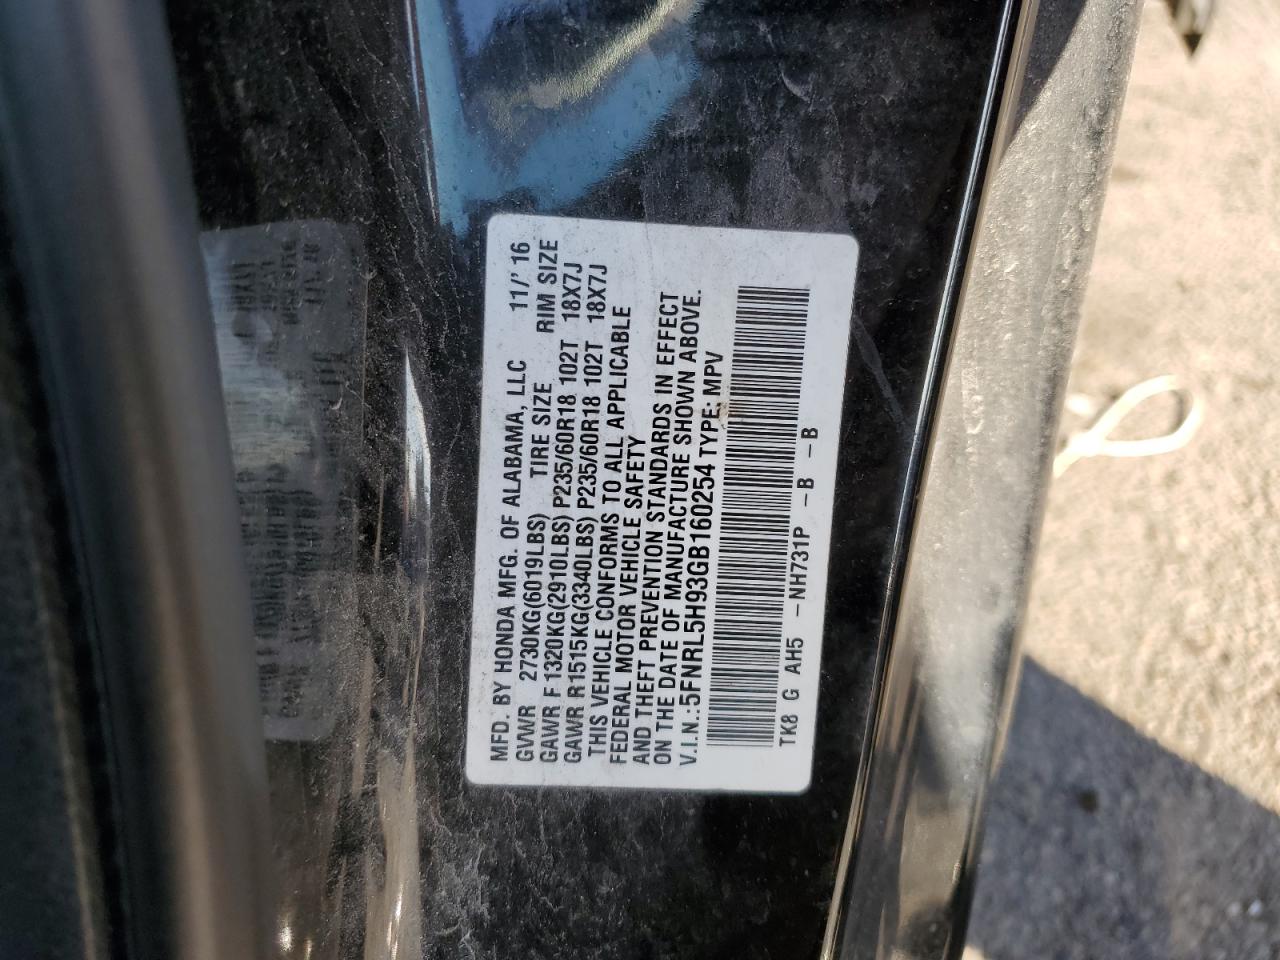 MFD. BY HONDA MFG. OF ALABAMA, LLC 11/' 16
GVWR 2730KG(6019LBS) TIRE SIZE RIM SIZE
GAWR F 1320KG(2910LBS) P235/60R18 102T 18X7J
GAWR R 1515KG(3340LBS) P235/60R18 102T 18X7J
THIS VEHICLE CONFORMS TO ALL APPLICABLE
FEDERAL MOTOR VEHICLE SAFETY
AND THEFT PREVENTION STANDARDS IN EFFECT
ON THE DATE OF MANUFACTURE SHOWN ABOVE.
V.I.N.:5FNRL5H93GB160254 TYPE: MPV
TK8 G AH5 -NH731P -B -B